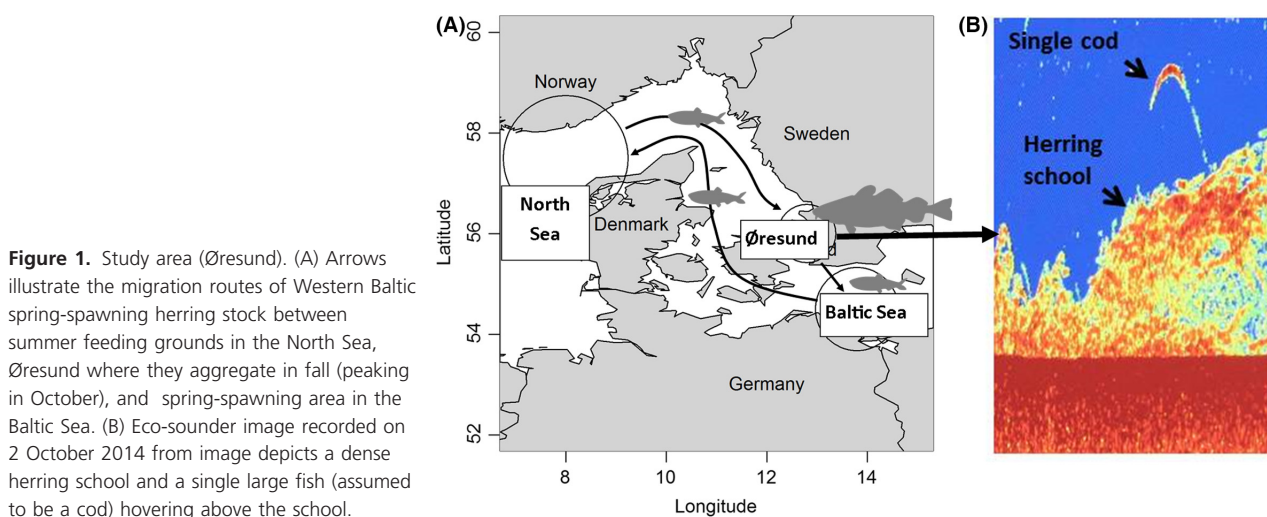 Figure 1. Study area (Øresund). (A) Arrows
illustrate the migration routes of Western Baltic
spring-spawning herring stock between
summer feeding grounds in the North Sea,
Øresund where they aggregate in fall (peaking
in October), and spring-spawning area in the
Baltic Sea. (B) Eco-sounder image recorded on
2 October 2014 from image depicts a dense
herring school and a single large fish (assumed
to be a cod) hovering above the school.
(A)
60
58
56
54
52
Latitude
Norway
Sweden
North
Sea
Denmark
Øresund
Baltic Sea
Germany
8
10
12
14
Longitude
(B)
Single cod
Herring
school